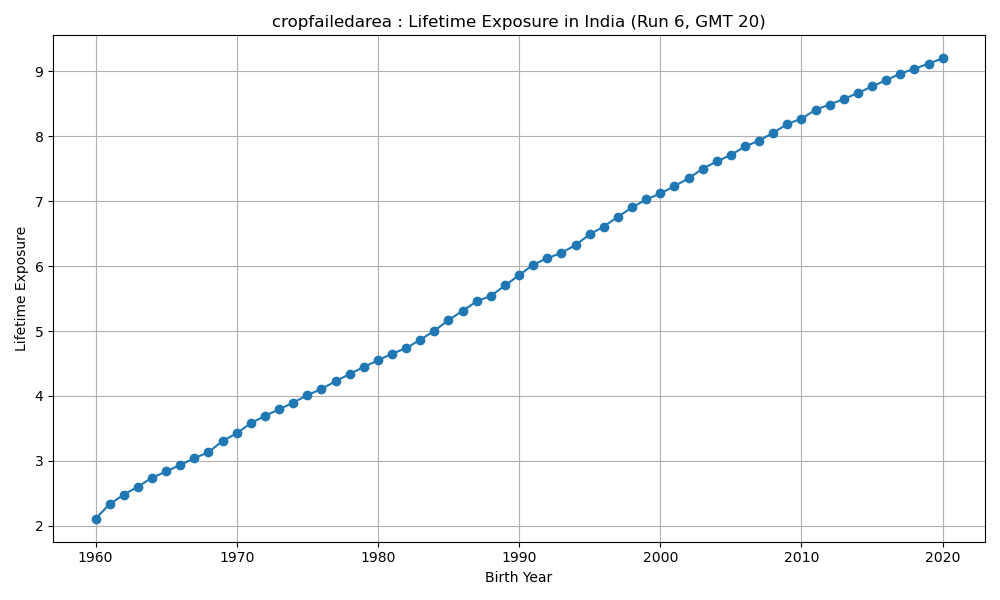 cropfailedarea : Lifetime Exposure in India (Run 6, GMT 20)
Lifetime Exposure
9
8
7
6
5
4
3
2
1960 1970 1980 1990 2000 2010 2020
Birth Year